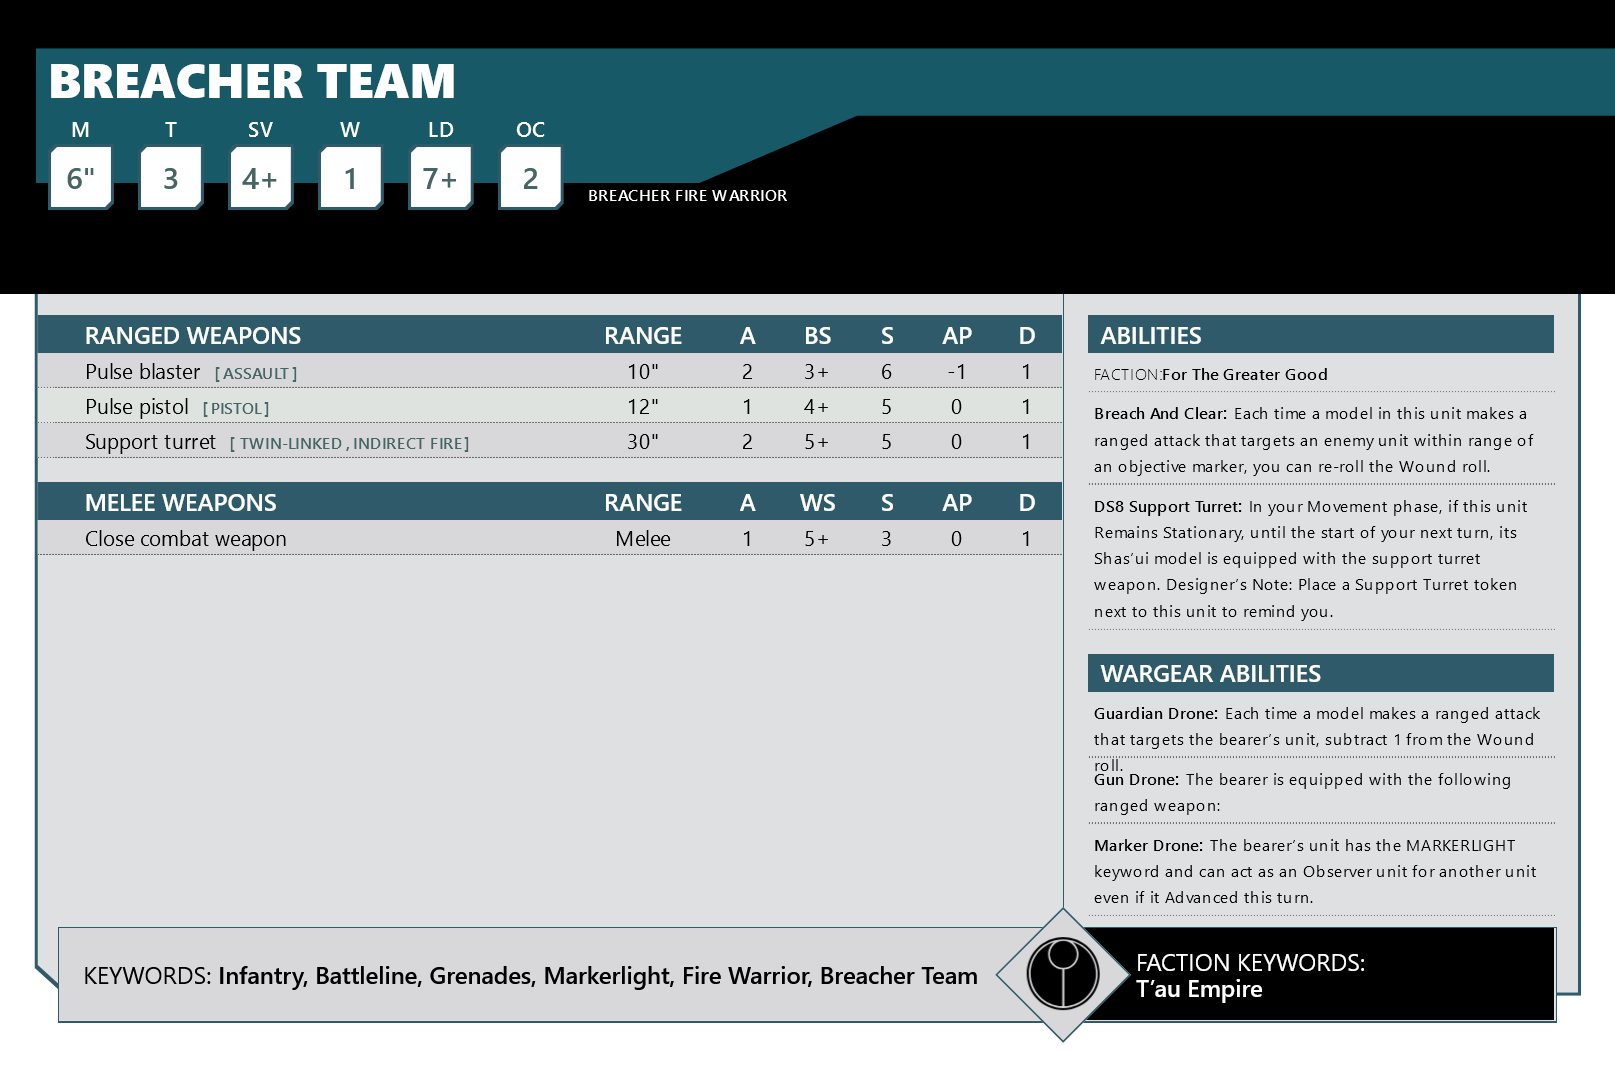 BREACHER TEAM
M T SV W LD OC
6" 3 4+ 1 7+ 2
BREACHER FIRE WARRIOR
RANGED WEAPONS RANGE A BS S AP D
Pulse blaster [ASSAULT] 10" 2 3+ 6 -1 1
Pulse pistol [PISTOL] 12" 1 4+ 5 0 1
Support turret [TWIN-LINKED, INDIRECT FIRE] 30" 2 5+ 5 0 1
MELEE WEAPONS RANGE A WS S AP D
Close combat weapon Melee 1 5+ 3 0 1
ABILITIES
FACTION:For The Greater Good
Breach And Clear: Each time a model in this unit makes a
ranged attack that targets an enemy unit within range of
an objective marker, you can re-roll the Wound roll.
DS8 Support Turret: In your Movement phase, if this unit
Remains Stationary, until the start of your next turn, its
Shas’ui model is equipped with the support turret
weapon. Designer’s Note: Place a Support Turret token
next to this unit to remind you.
WARGEAR ABILITIES
Guardian Drone: Each time a model makes a ranged attack
that targets the bearer’s unit, subtract 1 from the Wound
roll.
Gun Drone: The bearer is equipped with the following
ranged weapon:
Marker Drone: The bearer’s unit has the MARKERLIGHT
keyword and can act as an Observer unit for another unit
even if it Advanced this turn.
KEYWORDS: Infantry, Battleline, Grenades, Markerlight, Fire Warrior, Breacher Team
FACTION KEYWORDS:
T’au Empire